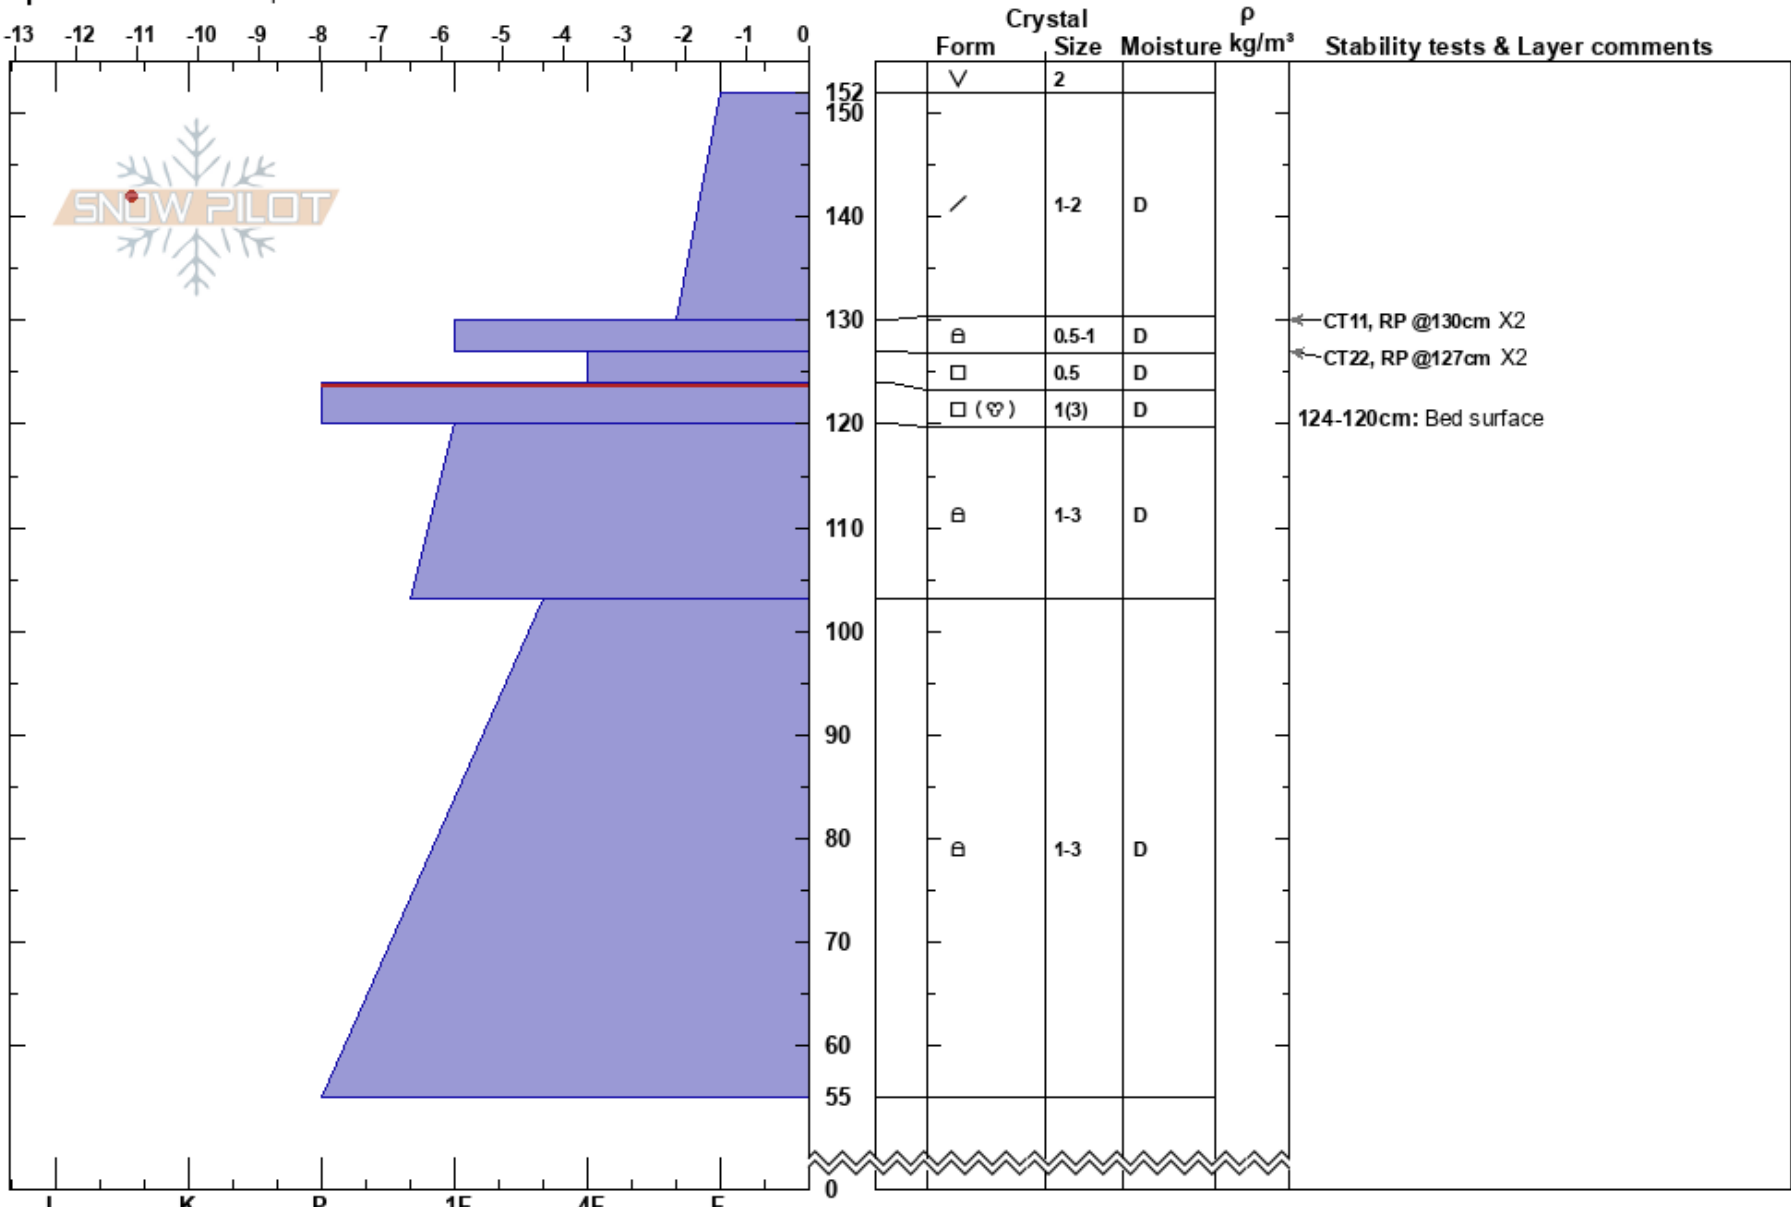 Crystal ρ
-13 -12 -11 -10 -9 -8 -7 -6 -5 -4 -3 -2 -1 0 Form Size Moisture kg/m³ Stability tests & Layer comments
2
152
150
SNOW PILOT
140 1-2 D
130 CT11, RP @130cm X2
0.5-1 D
CT22, RP @127cm X2
0.5 D
1(3) D
120 124-120cm: Bed surface
110 1-3 D
100
90
80 1-3 D
70
60
55
0
I K P 1F 4F F